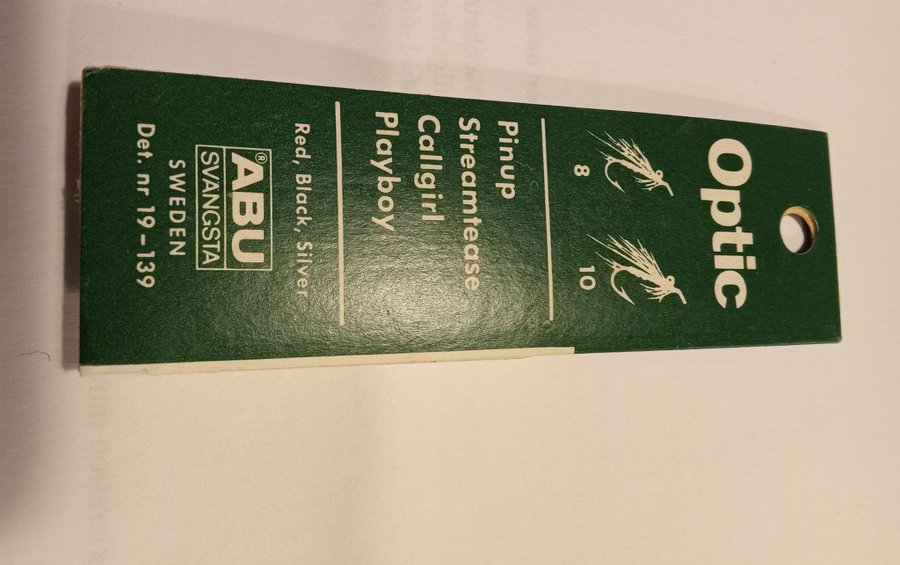 Optic
8 10
Pinup
Streamtease
Callgirl
Playboy
Red, Black, Silver
®ABU
SVANGSTA
SWEDEN
Det. nr 19-139